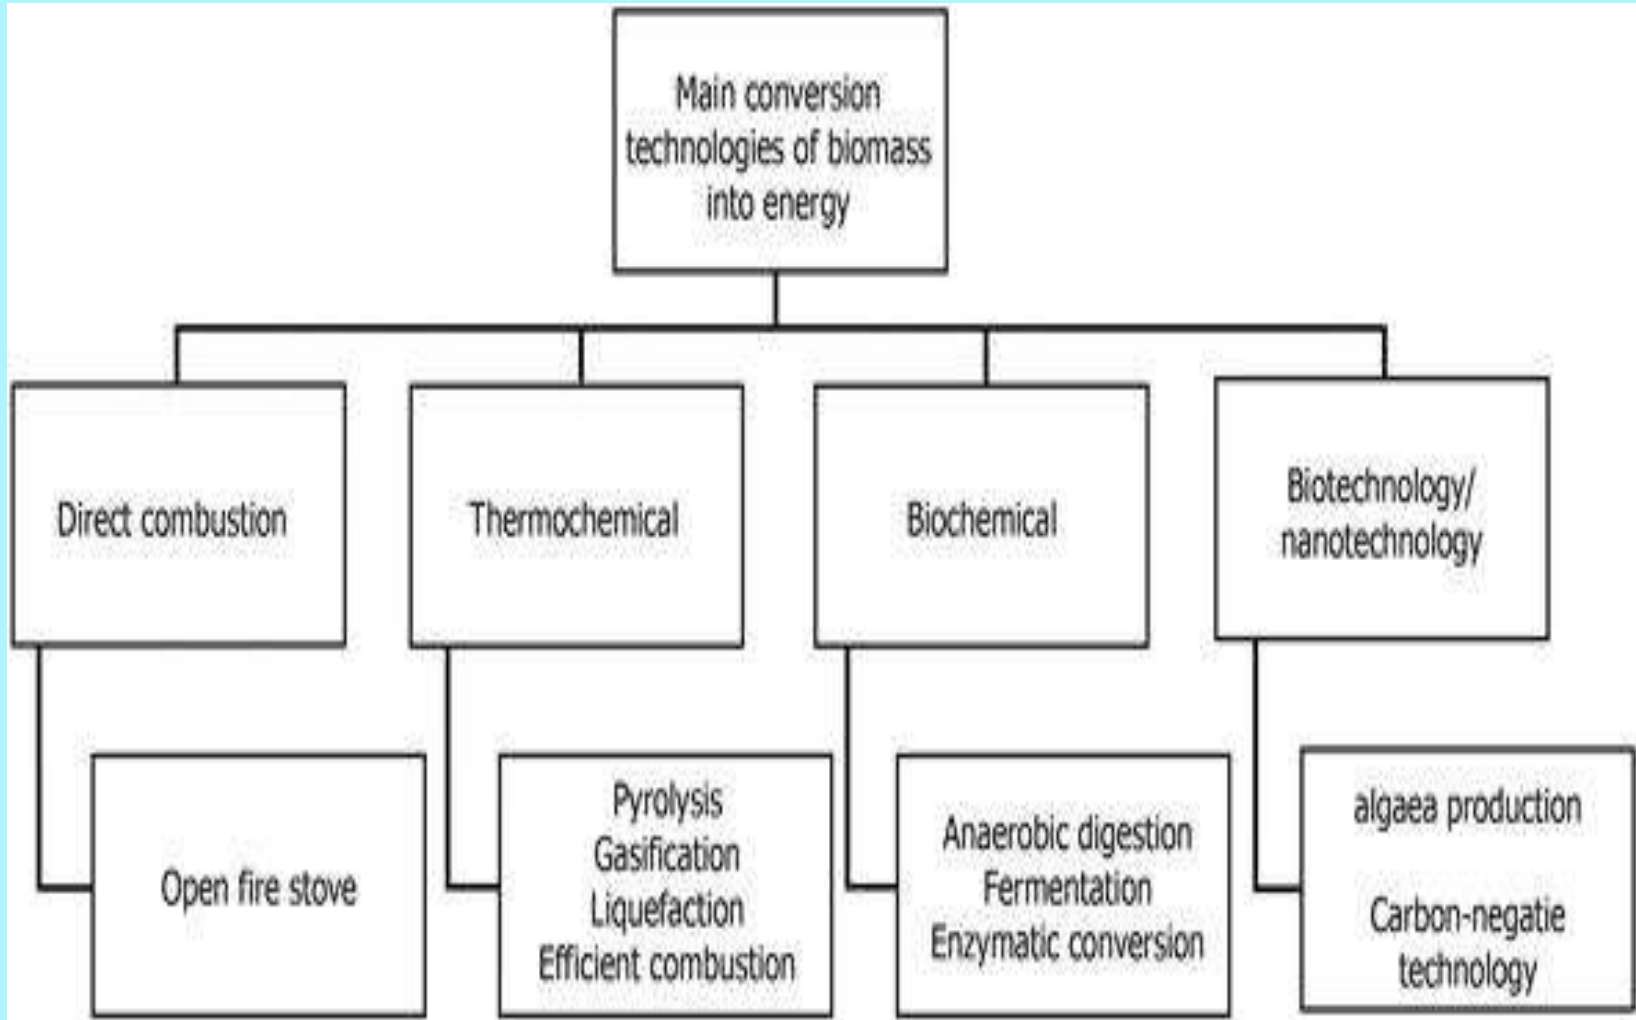 Main conversion
technologies of biomass
into energy
Direct combustion
Thermochemical
Biochemical
Biotechnology/
nanotechnology
Open fire stove
Pyrolysis
Gasification
Liquefaction
Efficient combustion
Anaerobic digestion
Fermentation
Enzymatic conversion
algaea production
Carbon-negatie
technology